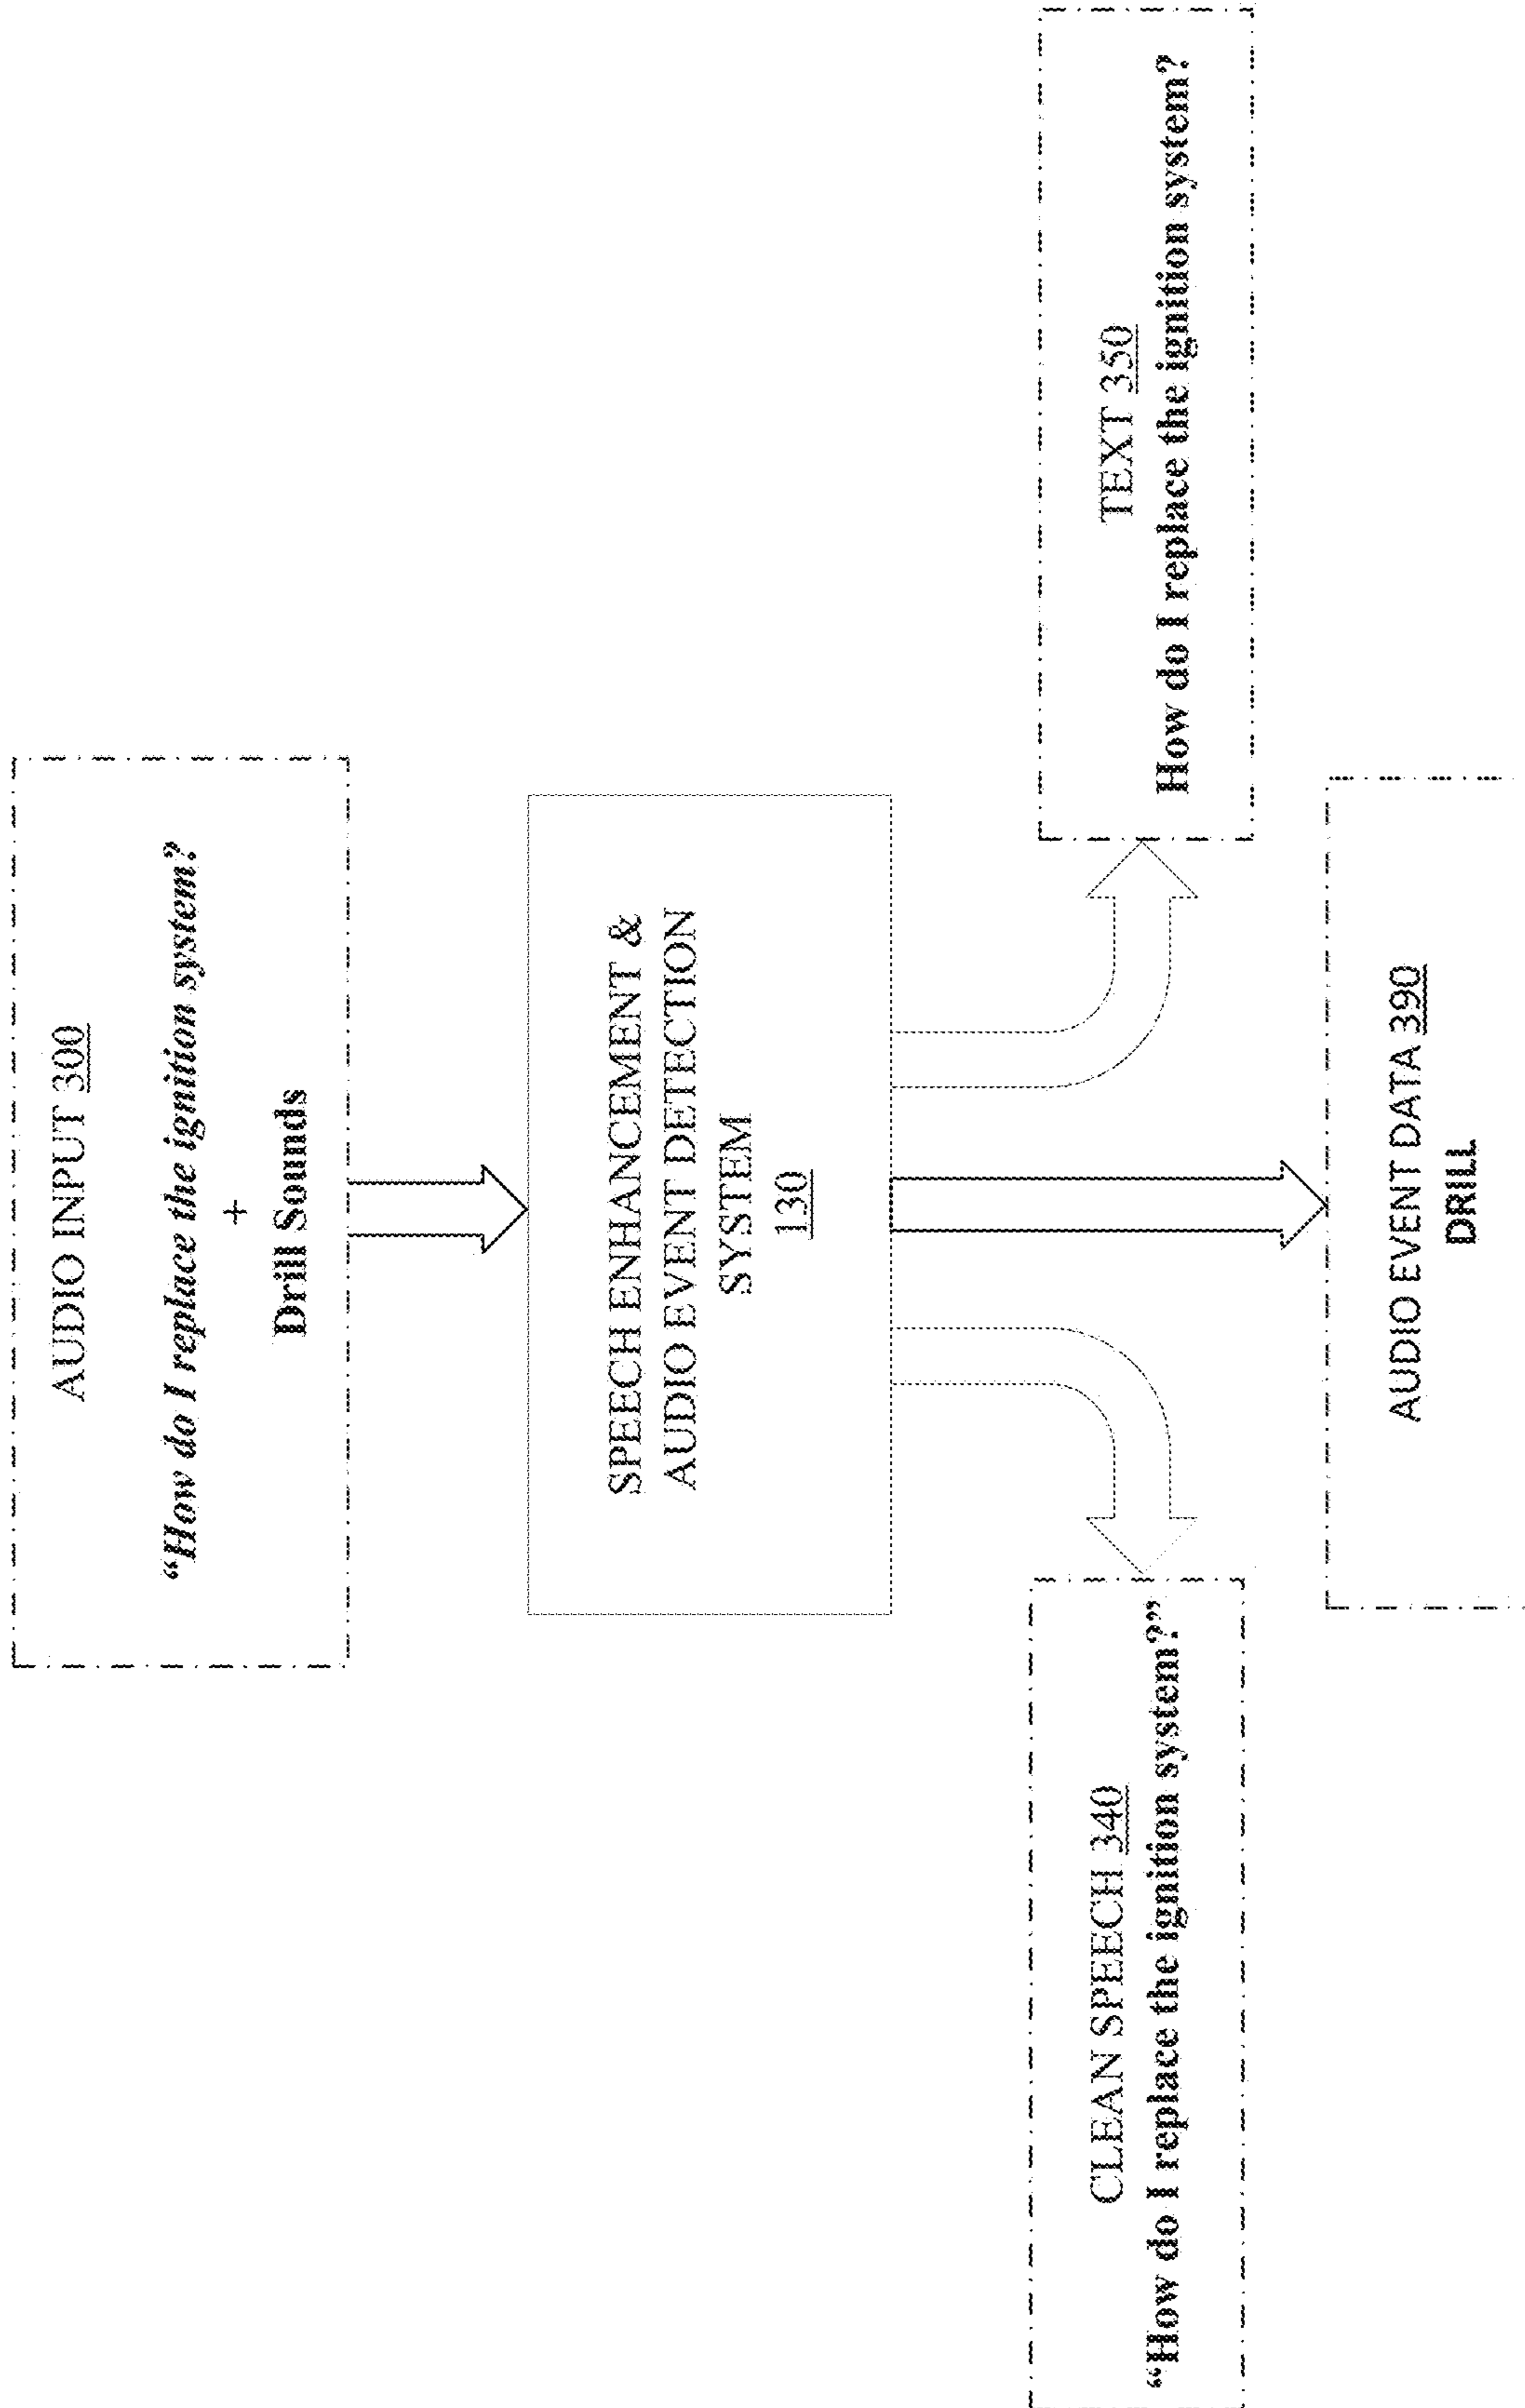 AUDIO INPUT 300
“How do I replace the ignition system?
+
Drill Sounds
SPEECH ENHANCEMENT &
AUDIO EVENT DETECTION
SYSTEM
130
CLEAN SPEECH 340
“How do I replace the ignition system?”
TEXT 350
How do I replace the ignition system?
AUDIO EVENT DATA 390
DRILL